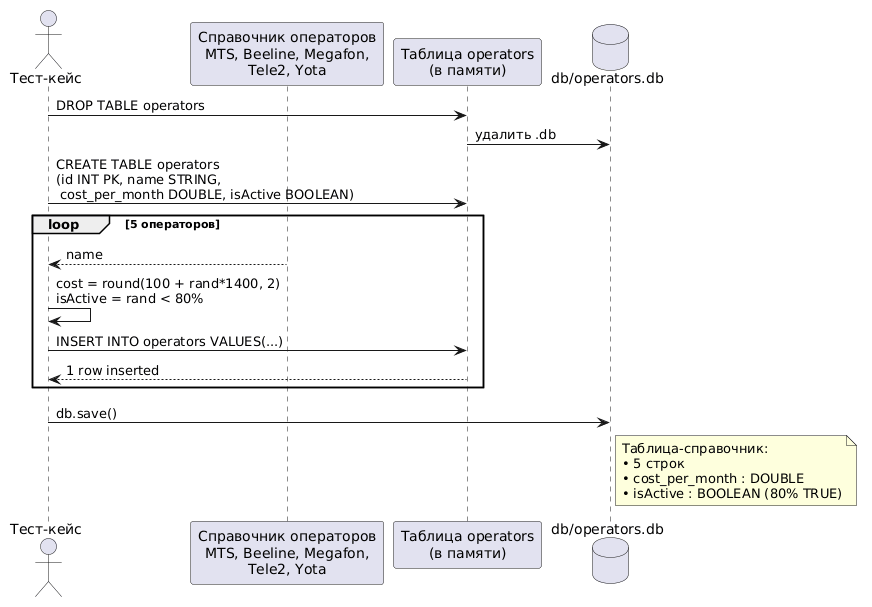 Тест-кейс
Справочник операторов
MTS, Beeline, Megafon,
Tele2, Yota
Таблица operators
(в памяти)
db/operators.db
DROP TABLE operators
удалить .db
CREATE TABLE operators
(id INT PK, name STRING,
cost_per_month DOUBLE, isActive BOOLEAN)
loop [5 операторов]
name
cost = round(100 + rand*1400, 2)
isActive = rand < 80%
INSERT INTO operators VALUES(...)
1 row inserted
db.save()
Таблица-справочник:
• 5 строк
• cost_per_month : DOUBLE
• isActive : BOOLEAN (80% TRUE)
Тест-кейс
Справочник операторов
MTS, Beeline, Megafon,
Tele2, Yota
Таблица operators
(в памяти)
db/operators.db